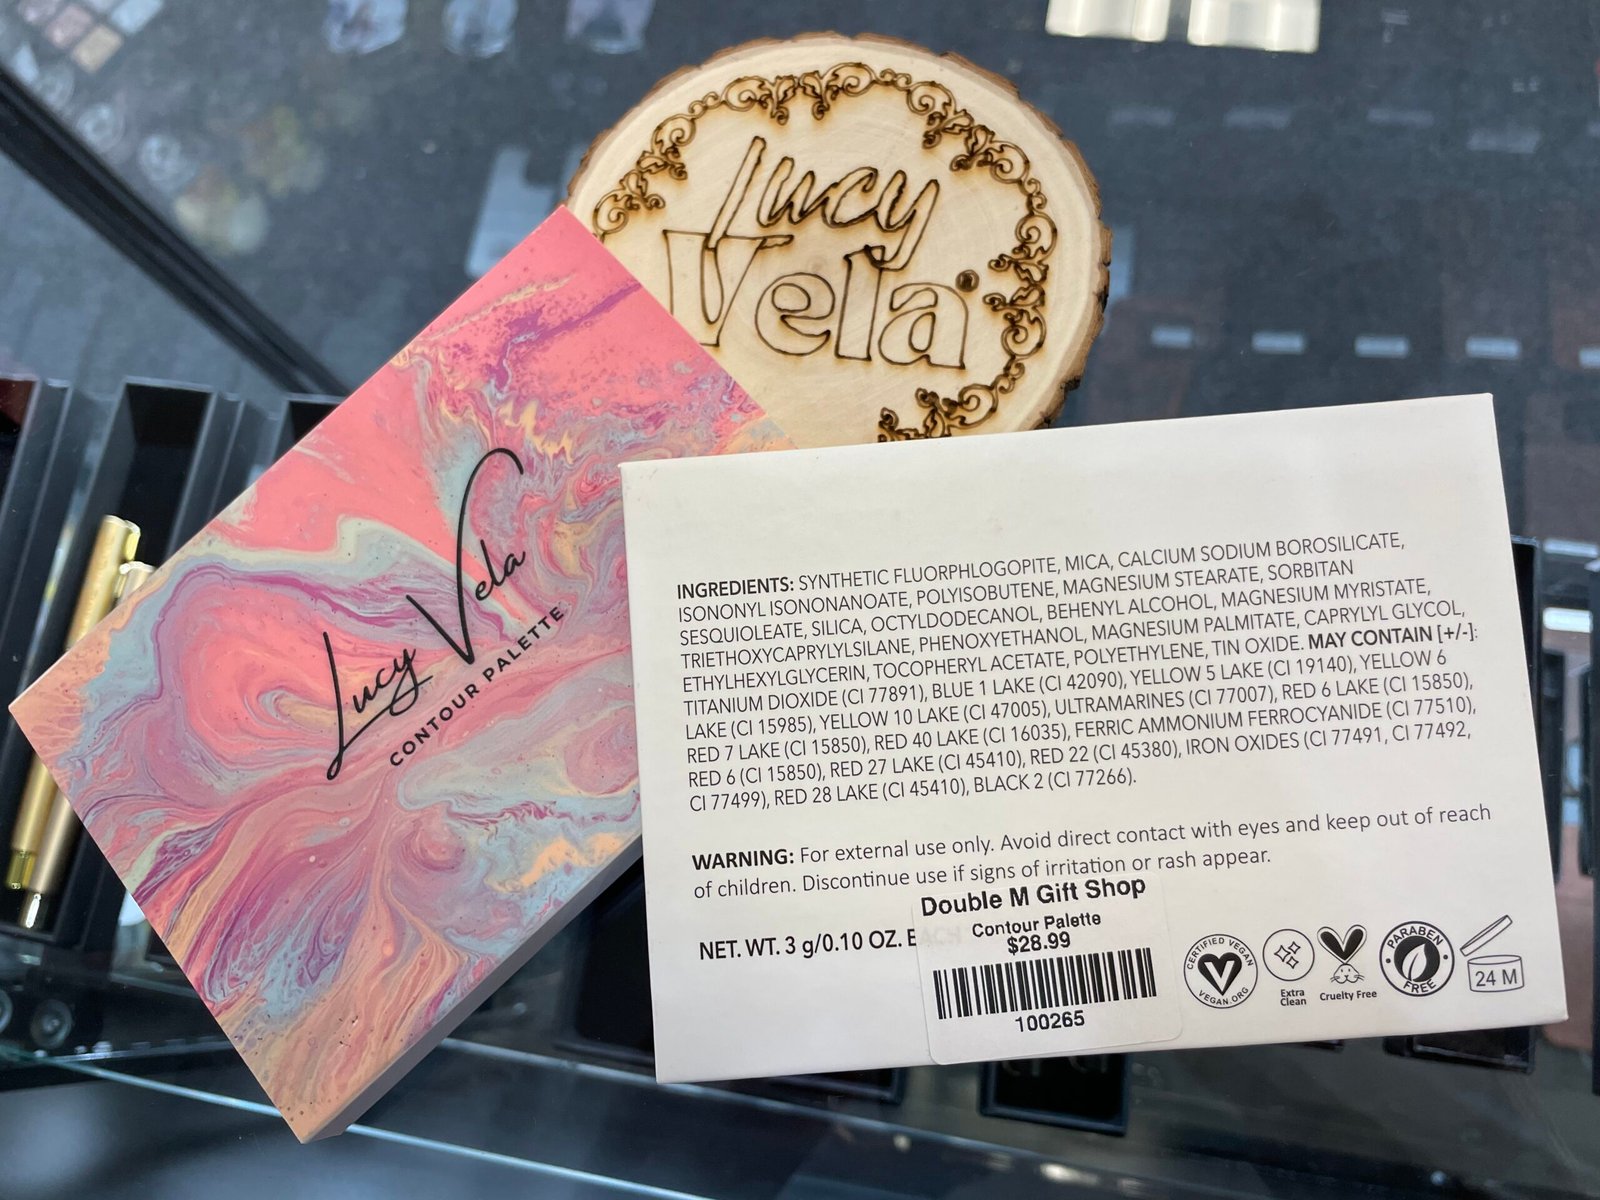 Lucy
Vela®
Lucy Vela
CONTOUR PALETTE
INGREDIENTS: SYNTHETIC FLUORPHLOGOPITE, MICA, CALCIUM SODIUM BOROSILICATE,
ISONONYL ISONONANOATE, POLYISOBUTENE, MAGNESIUM STEARATE, SORBITAN
SESQUIOLEATE, SILICA, OCTYLDODECANOL, BEHENYL ALCOHOL, MAGNESIUM MYRISTATE,
TRIETHOXYCAPRYLYLSILANE, PHENOXYETHANOL, MAGNESIUM PALMITATE, CAPRYLYL GLYCOL,
ETHYLHEXYLGLYCERIN, TOCOPHERYL ACETATE, POLYETHYLENE, TIN OXIDE. MAY CONTAIN [+/-]:
TITANIUM DIOXIDE (CI 77891), BLUE 1 LAKE (CI 42090), YELLOW 5 LAKE (CI 19140), YELLOW 6
LAKE (CI 15985), YELLOW 10 LAKE (CI 47005), ULTRAMARINES (CI 77007), RED 6 LAKE (CI 15850),
RED 7 LAKE (CI 15850), RED 40 LAKE (CI 16035), FERRIC AMMONIUM FERROCYANIDE (CI 77510),
RED 6 (CI 15850), RED 27 LAKE (CI 45410), RED 22 (CI 45380), IRON OXIDES (CI 77491, CI 77492,
CI 77499), RED 28 LAKE (CI 45410), BLACK 2 (CI 77266).
WARNING: For external use only. Avoid direct contact with eyes and keep out of reach
of children. Discontinue use if signs of irritation or rash appear.
NET. WT. 3 g/0.10 OZ. EACH
Double M Gift Shop
Contour Palette
$28.99
100265
CERTIFIED VEGAN
VEGAN.ORG
Extra
Clean
Cruelty Free
PARABEN
FREE
24 M